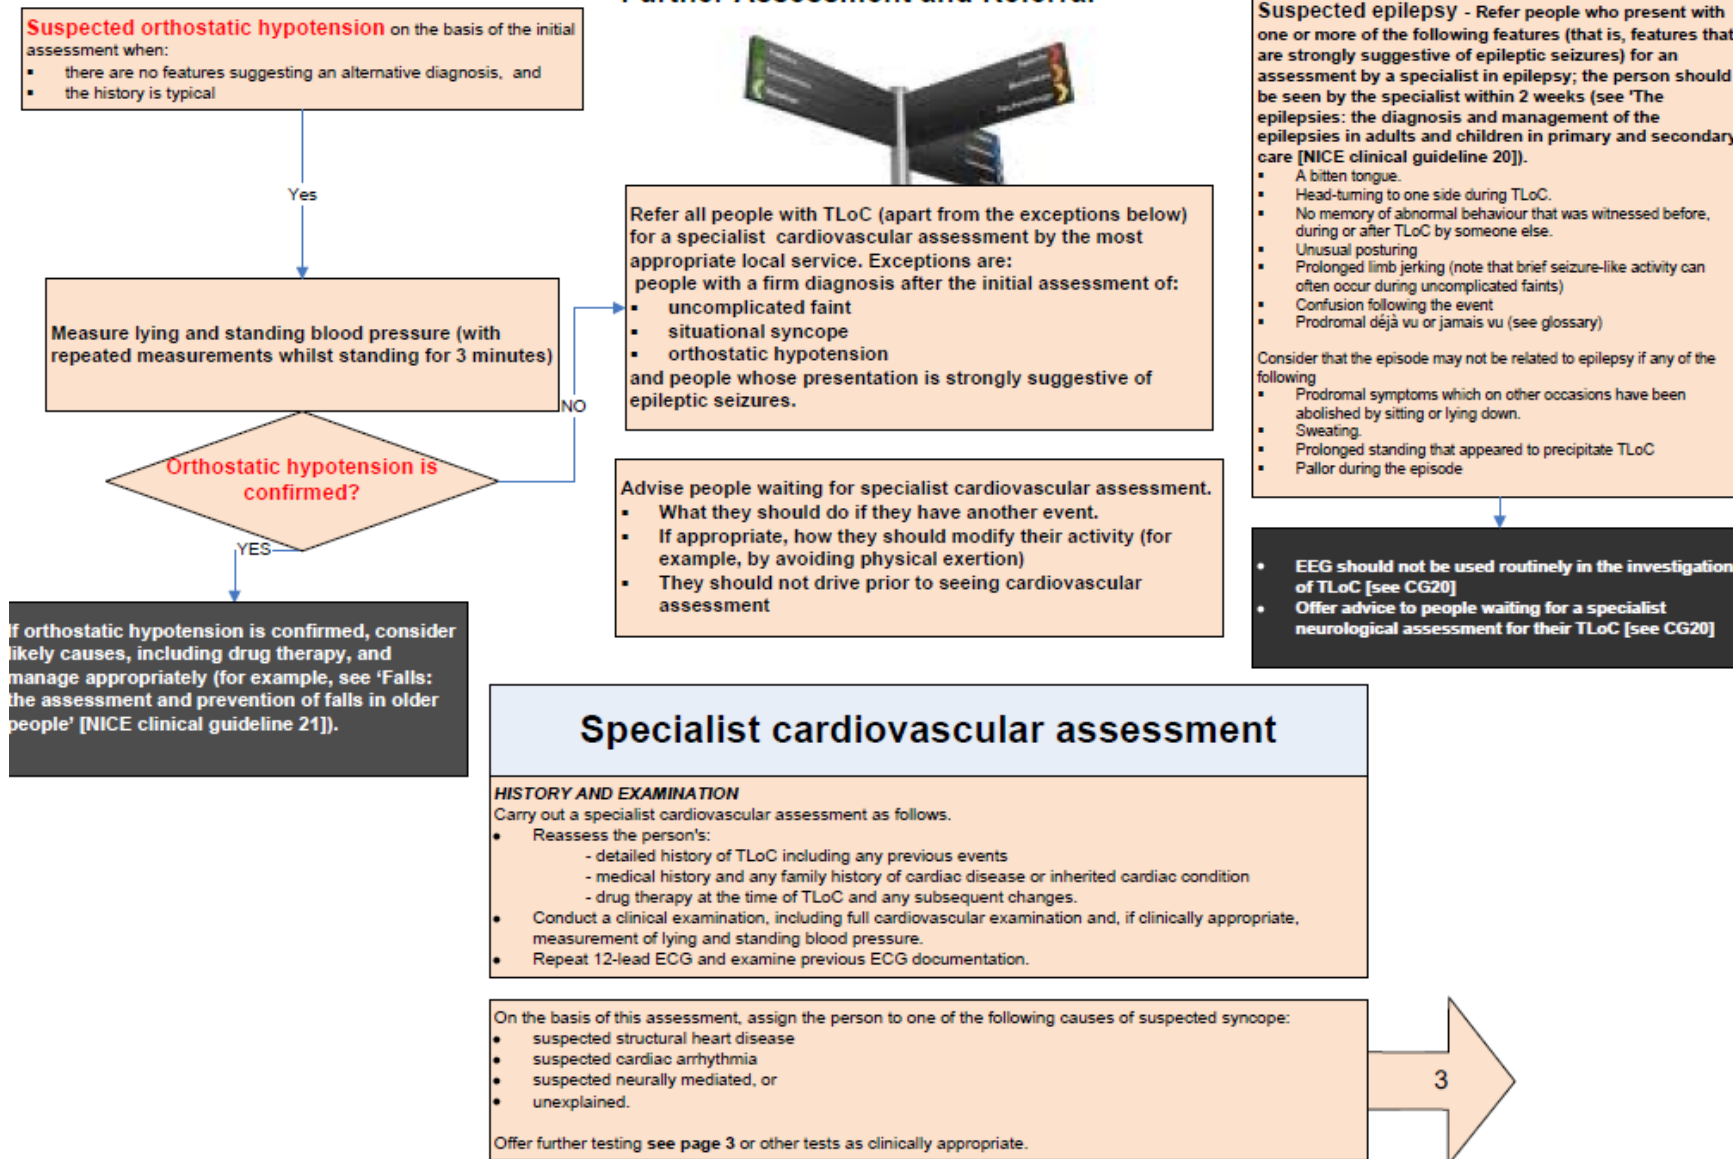 Further Assessment and Referral
Suspected orthostatic hypotension on the basis of the initial
assessment when:
▪ there are no features suggesting an alternative diagnosis, and
▪ the history is typical
Yes
Measure lying and standing blood pressure (with
repeated measurements whilst standing for 3 minutes)
Orthostatic hypotension is
confirmed?
NO
YES
If orthostatic hypotension is confirmed, consider
likely causes, including drug therapy, and
manage appropriately (for example, see ‘Falls:
the assessment and prevention of falls in older
people’ [NICE clinical guideline 21]).
Refer all people with TLoC (apart from the exceptions below)
for a specialist cardiovascular assessment by the most
appropriate local service. Exceptions are:
people with a firm diagnosis after the initial assessment of:
▪ uncomplicated faint
▪ situational syncope
▪ orthostatic hypotension
and people whose presentation is strongly suggestive of
epileptic seizures.
Advise people waiting for specialist cardiovascular assessment.
▪ What they should do if they have another event.
▪ If appropriate, how they should modify their activity (for
example, by avoiding physical exertion)
▪ They should not drive prior to seeing cardiovascular
assessment
Suspected epilepsy - Refer people who present with
one or more of the following features (that is, features that
are strongly suggestive of epileptic seizures) for an
assessment by a specialist in epilepsy; the person should
be seen by the specialist within 2 weeks (see 'The
epilepsies: the diagnosis and management of the
epilepsies in adults and children in primary and secondary
care [NICE clinical guideline 20]).
▪ A bitten tongue.
▪ Head-turning to one side during TLoC.
▪ No memory of abnormal behaviour that was witnessed before,
during or after TLoC by someone else.
▪ Unusual posturing
▪ Prolonged limb jerking (note that brief seizure-like activity can
often occur during uncomplicated faints)
▪ Confusion following the event
▪ Prodromal déjà vu or jamais vu (see glossary)
Consider that the episode may not be related to epilepsy if any of the
following
▪ Prodromal symptoms which on other occasions have been
abolished by sitting or lying down.
▪ Sweating.
▪ Prolonged standing that appeared to precipitate TLoC
▪ Pallor during the episode
• EEG should not be used routinely in the investigation
of TLoC [see CG20]
• Offer advice to people waiting for a specialist
neurological assessment for their TLoC [see CG20]
Specialist cardiovascular assessment
HISTORY AND EXAMINATION
Carry out a specialist cardiovascular assessment as follows.
• Reassess the person's:
- detailed history of TLoC including any previous events
- medical history and any family history of cardiac disease or inherited cardiac condition
- drug therapy at the time of TLoC and any subsequent changes.
• Conduct a clinical examination, including full cardiovascular examination and, if clinically appropriate,
measurement of lying and standing blood pressure.
• Repeat 12-lead ECG and examine previous ECG documentation.
On the basis of this assessment, assign the person to one of the following causes of suspected syncope:
• suspected structural heart disease
• suspected cardiac arrhythmia
• suspected neurally mediated, or
• unexplained.
Offer further testing see page 3 or other tests as clinically appropriate.
3